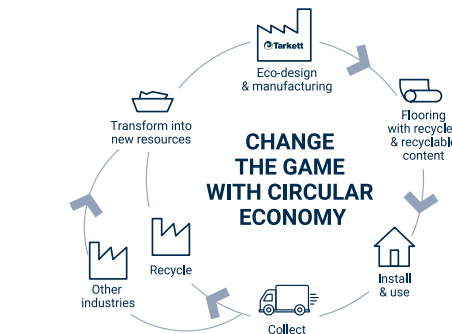 Tarkett
Eco-design
& manufacturing
Flooring
with recycle
& recyclabl
content
Transform into
new resources
CHANGE
THE GAME
WITH CIRCULAR
ECONOMY
Install
& use
Recycle
Other
industries
Collect